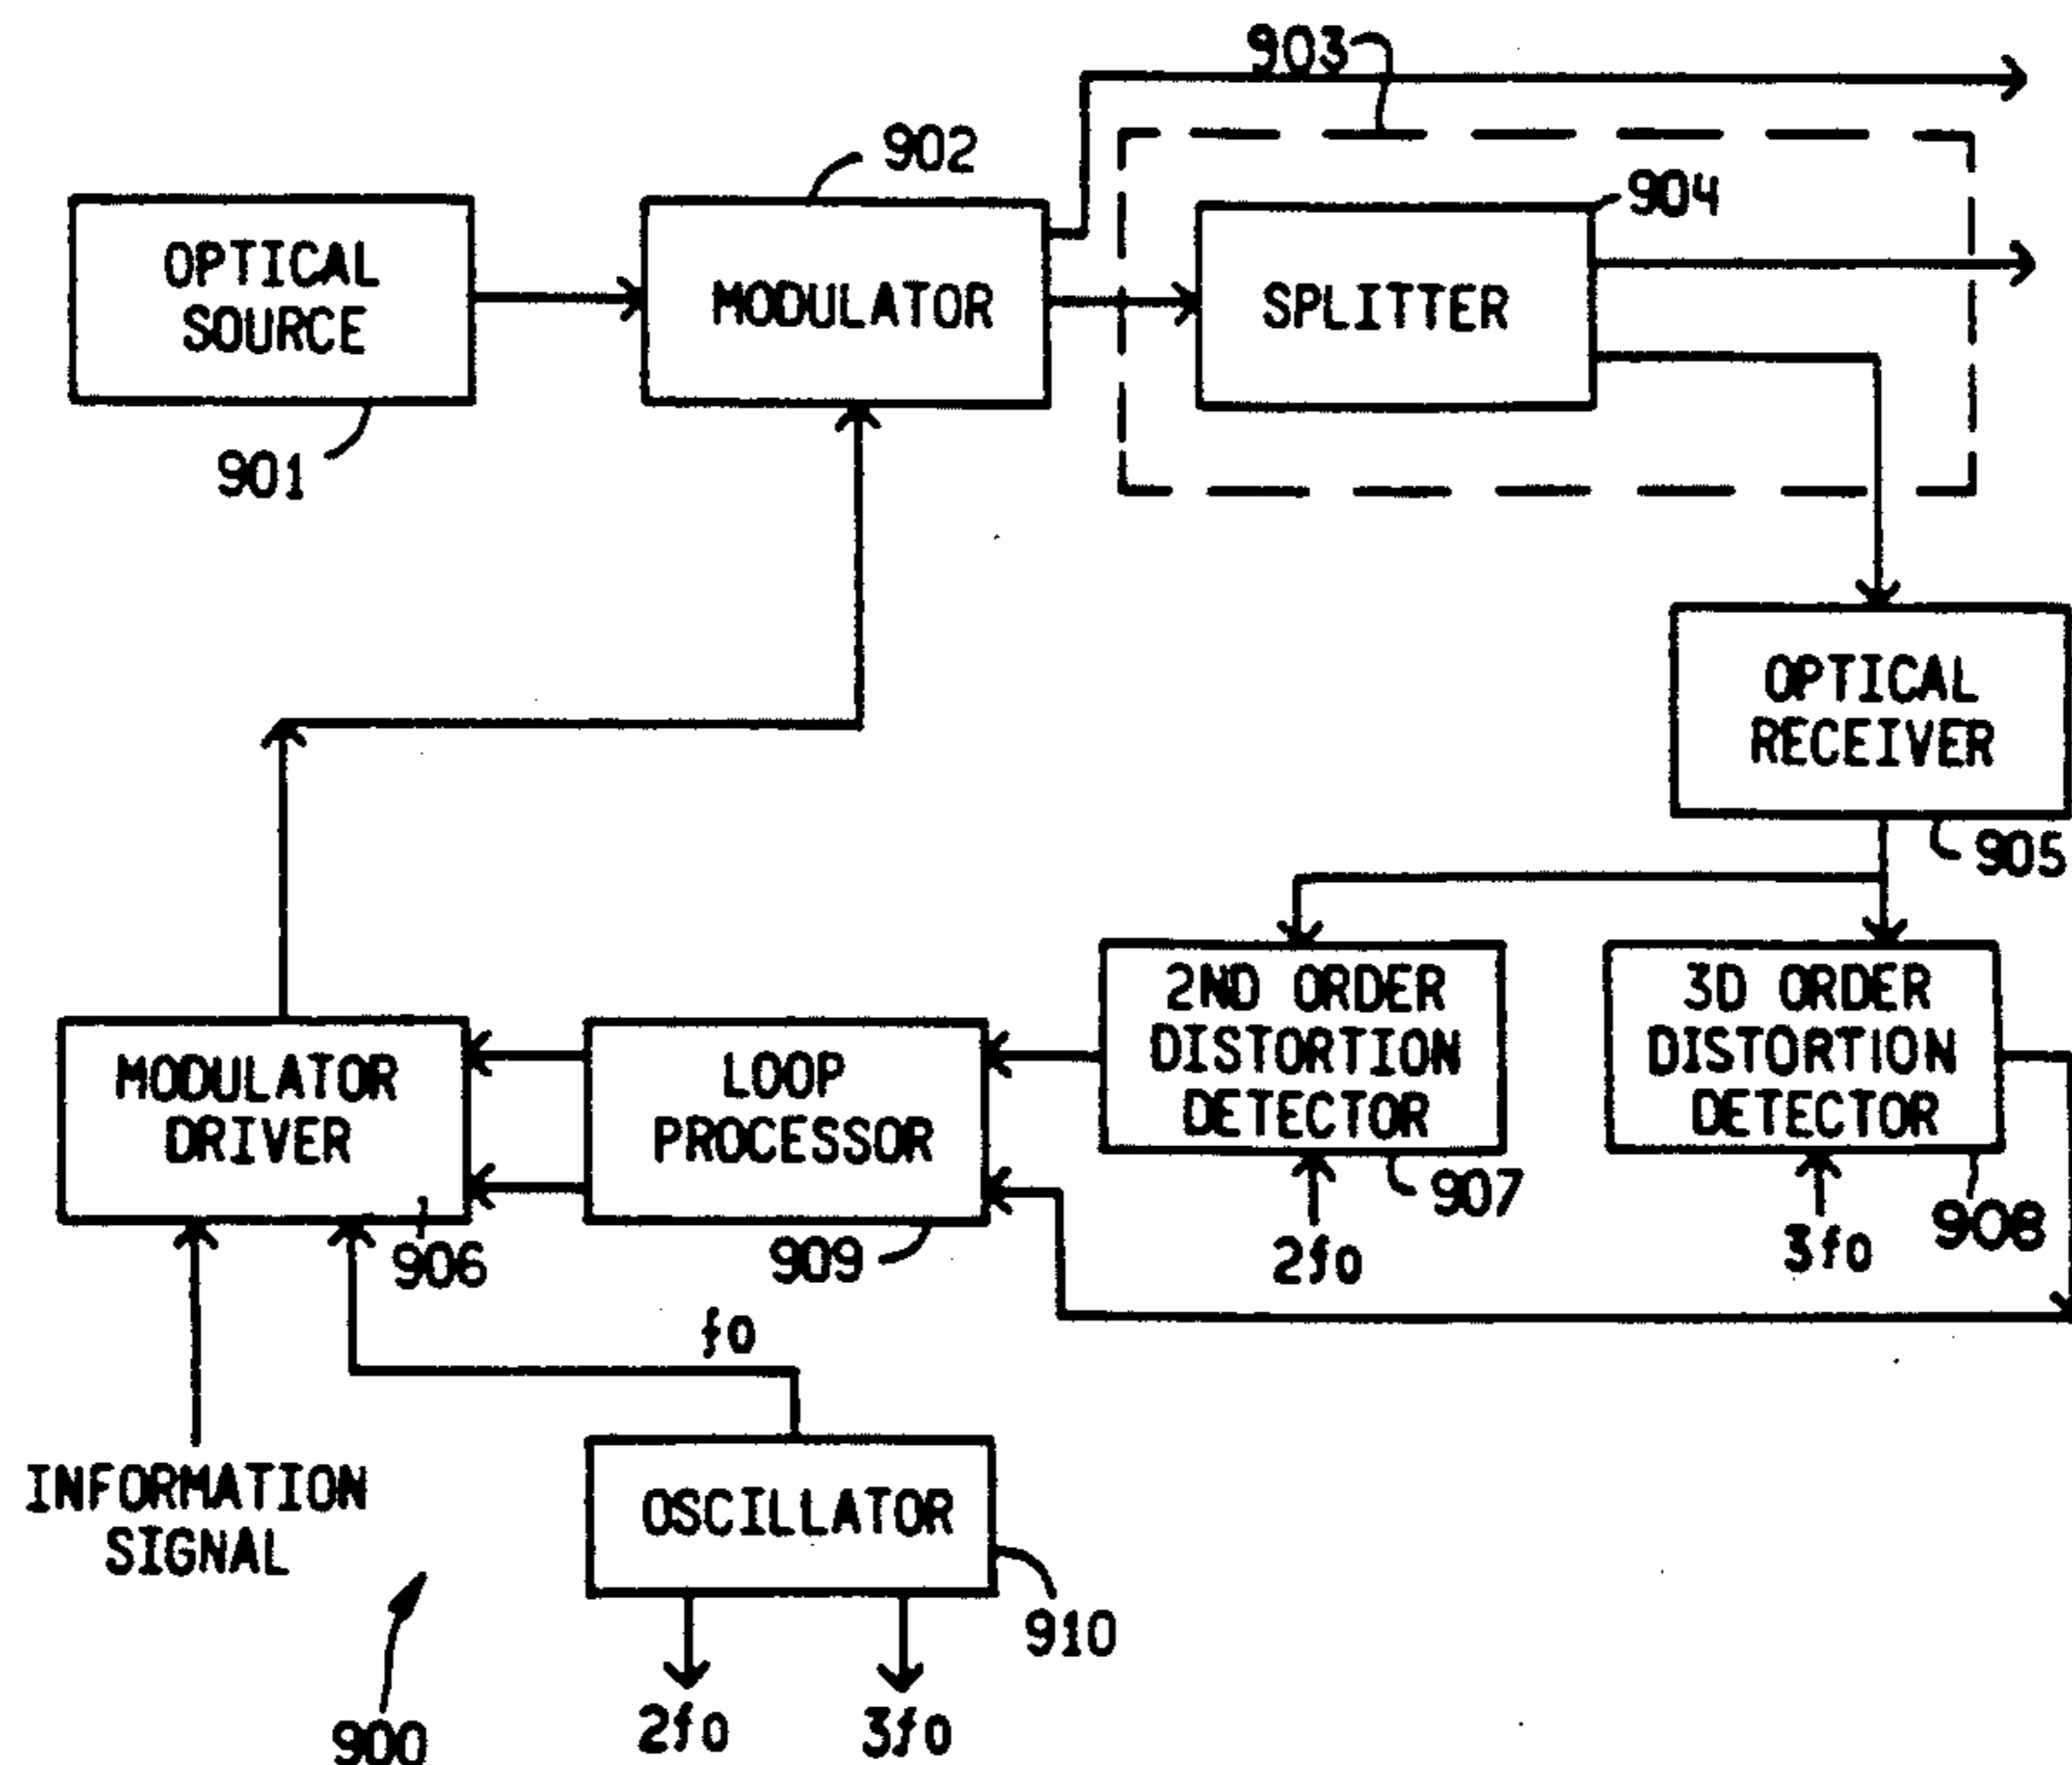 903
902
904
OPTICAL
SOURCE
MODULATOR
SPLITTER
901
OPTICAL
RECEIVER
905
2ND ORDER
DISTORTION
DETECTOR
3D ORDER
DISTORTION
DETECTOR
MODULATOR
DRIVER
LOOP
PROCESSOR
907
908
906
909
2fo
3fo
fo
INFORMATION
SIGNAL
OSCILLATOR
910
900
2fo
3fo